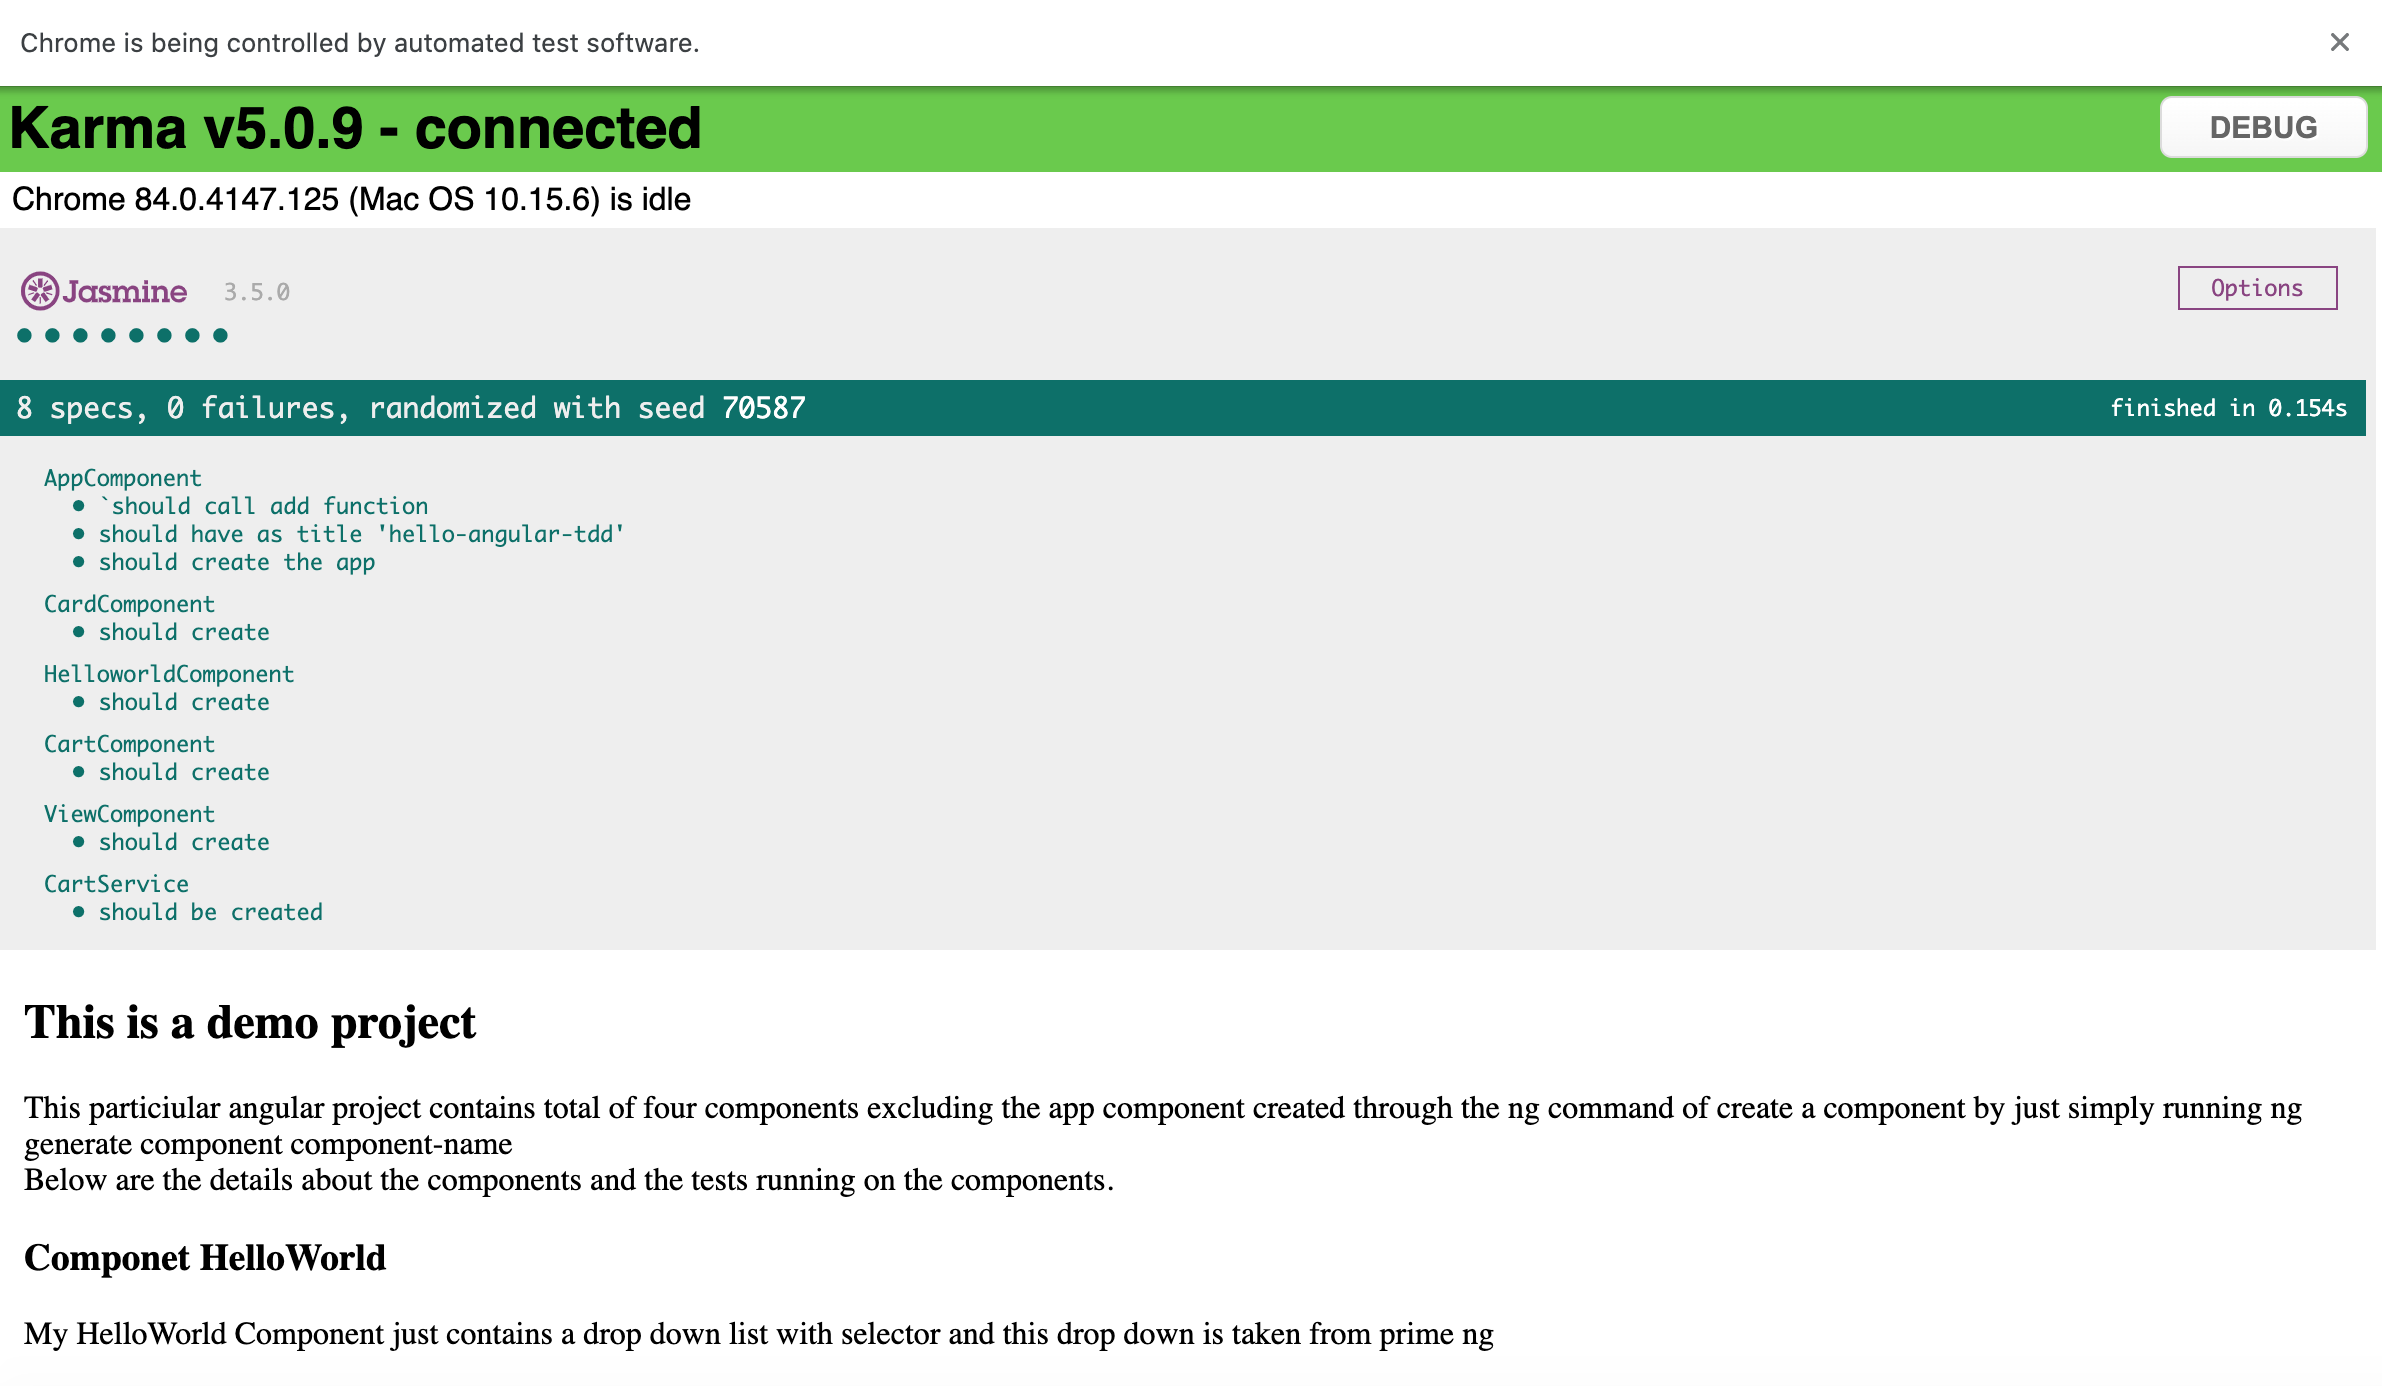 Chrome is being controlled by automated test software.
Karma v5.0.9 - connected
DEBUG
Chrome 84.0.4147.125 (Mac OS 10.15.6) is idle
Jasmine 3.5.0
Options
8 specs, 0 failures, randomized with seed 70587
finished in 0.154s
AppComponent
• `should call add function
• should have as title 'hello-angular-tdd'
• should create the app
CardComponent
• should create
HelloworldComponent
• should create
CartComponent
• should create
ViewComponent
• should create
CartService
• should be created
This is a demo project
This particiular angular project contains total of four components excluding the app component created through the ng command of create a component by just simply running ng
generate component component-name
Below are the details about the components and the tests running on the components.
Componet HelloWorld
My HelloWorld Component just contains a drop down list with selector and this drop down is taken from prime ng